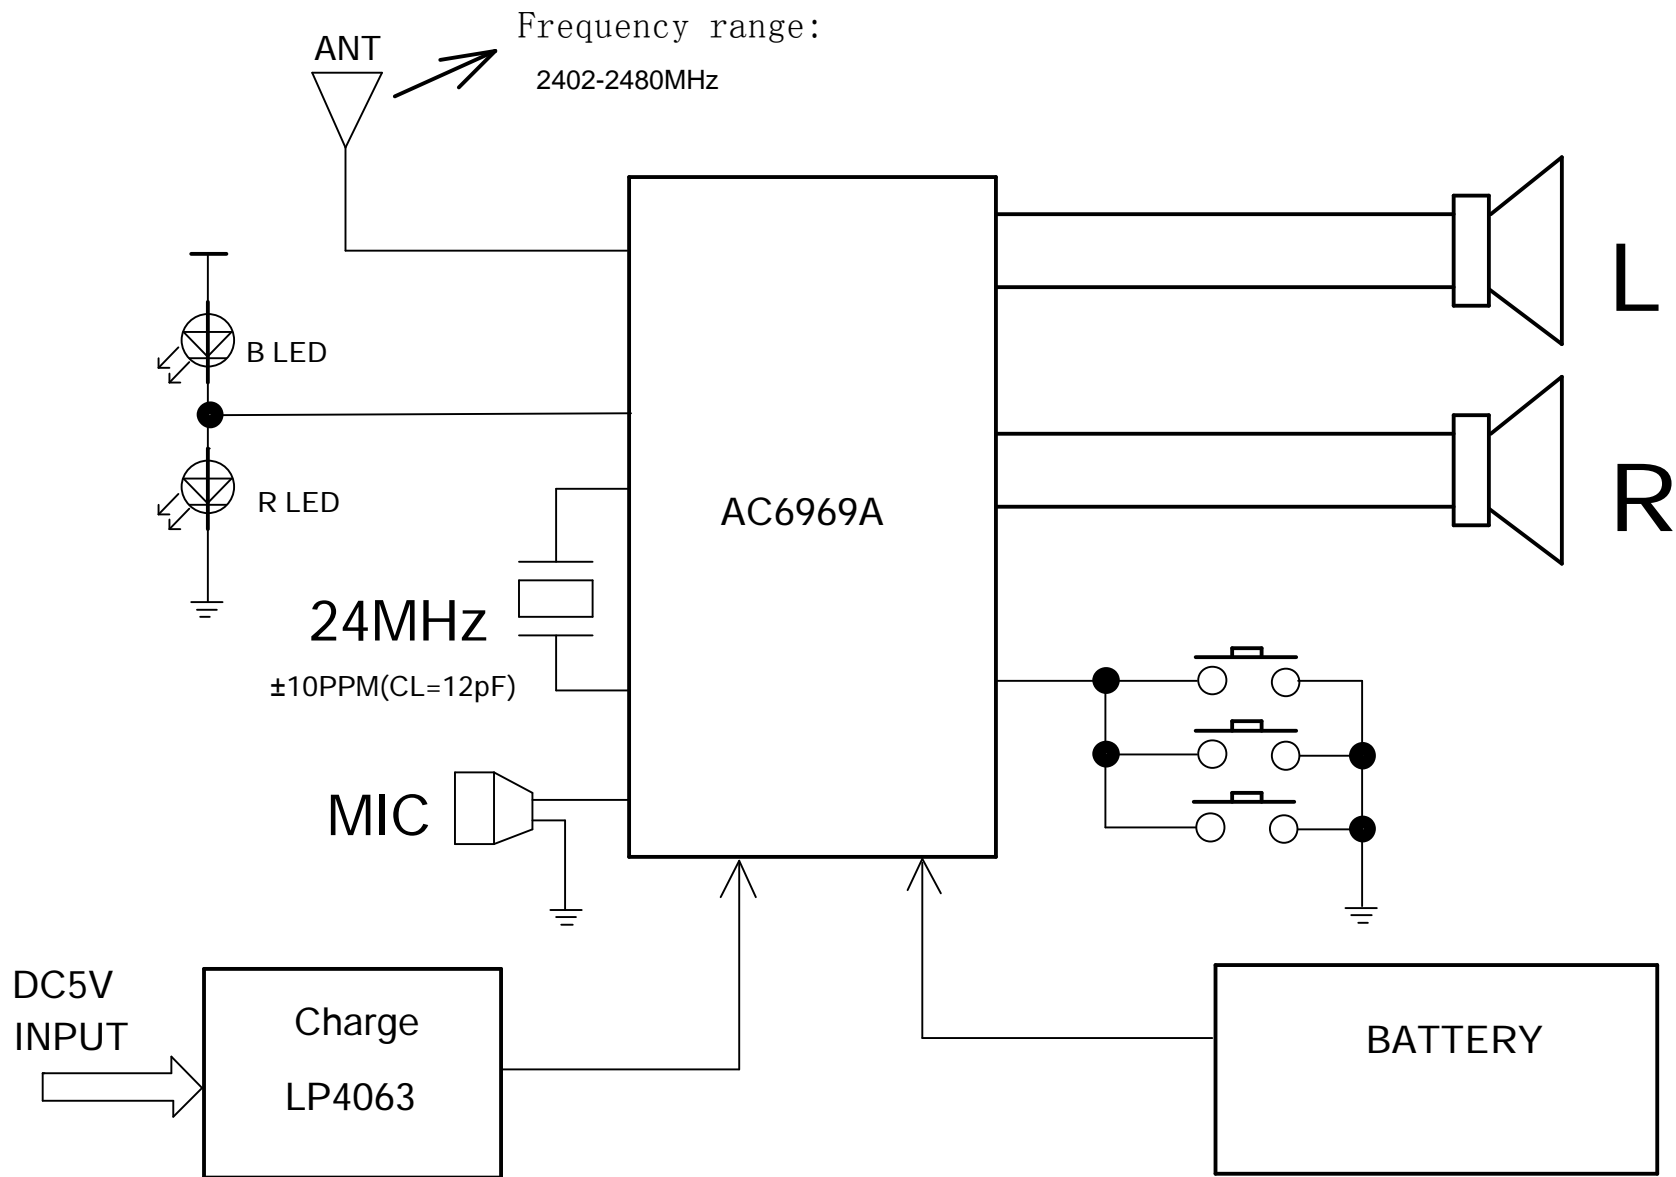 Frequency range:
2402-2480MHz
ANT
L
B LED
R LED
R
AC6969A
24MHz
±10PPM(CL=12pF)
MIC
DC5V
INPUT
Charge
LP4063
BATTERY